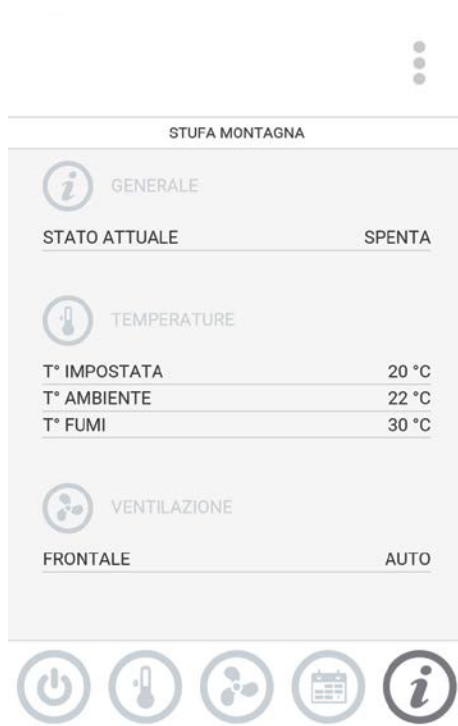 STUFA MONTAGNA
GENERALE
STATO ATTUALE SPENTA
TEMPERATURE
T° IMPOSTATA 20 °C
T° AMBIENTE 22 °C
T° FUMI 30 °C
VENTILAZIONE
FRONTALE AUTO